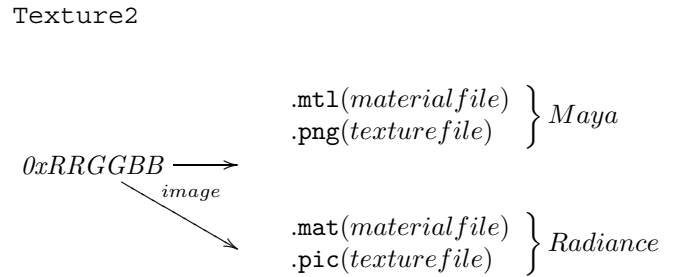 Texture2
.mtl(materialfile)
.png(texturefile)
Maya
0xRRGGBB
image
.mat(materialfile)
.pic(texturefile)
Radiance